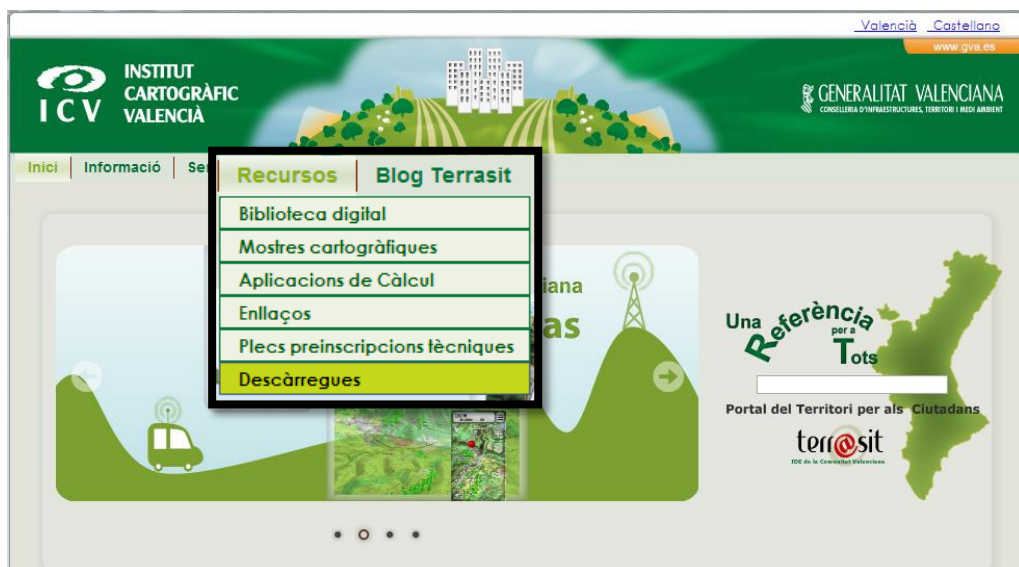 Valencià Castellano
www.gva.es
ICV
INSTITUT
CARTOGRÀFIC
VALENCIÀ
GENERALITAT VALENCIANA
CONSELLERIA D'INFRAESTRUCTURES, TERRITORI I MEDI AMBIENT
Inici Informació Ser
Recursos Blog Terrasit
Biblioteca digital
Mostres cartogràfiques
Aplicacions de Càlcul
Enllaços
Plecs preinscripcions tècniques
Descàrregues
iana
as
Una Referència
per a
Tots
Portal del Territori per als Ciutadans
terr@sit
IDE de la Comunitat Valenciana